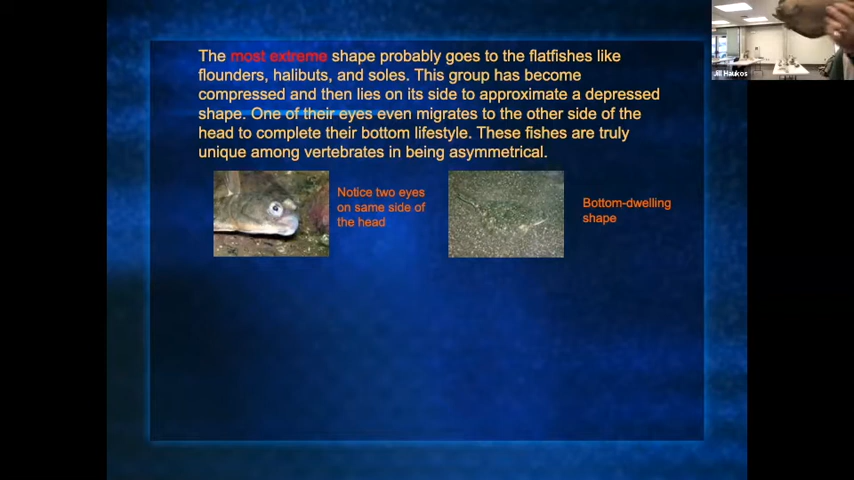 The most extreme shape probably goes to the flatfishes like
flounders, halibuts, and soles. This group has become
compressed and then lies on its side to approximate a depressed
shape. One of their eyes even migrates to the other side of the
head to complete their bottom lifestyle. These fishes are truly
unique among vertebrates in being asymmetrical.
Notice two eyes
on same side of
the head
Bottom-dwelling
shape
Jill Haukos